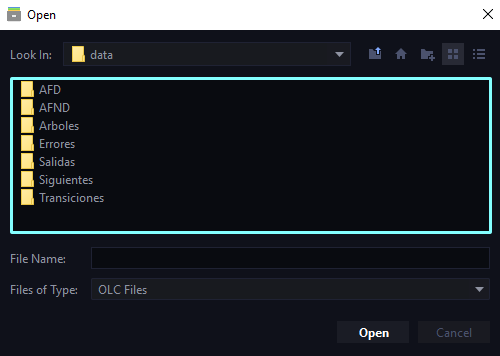 Open
Look In:
data
AFD
AFND
Arboles
Errores
Salidas
Siguientes
Transiciones
File Name:
Files of Type:
OLC Files
Open
Cancel